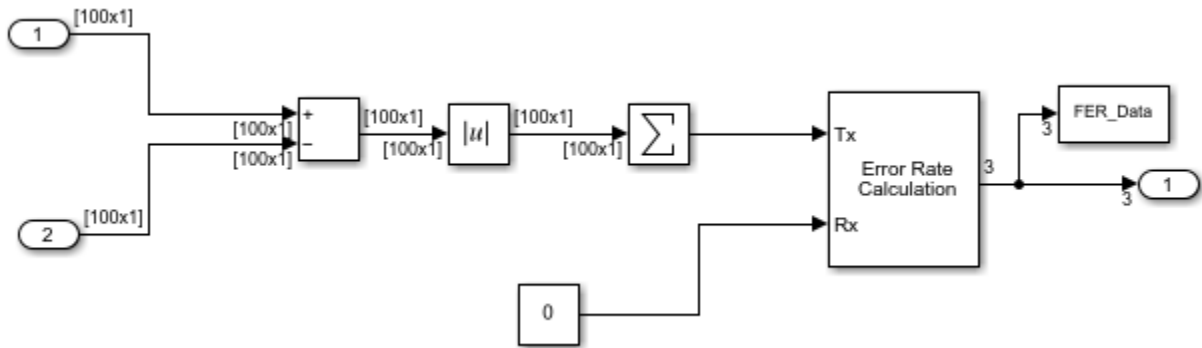 [100x1]
1
+
[100x1]
−
[100x1]
[100x1]
[100x1]
|u|
[100x1]
[100x1]
∑
Tx
Error Rate
Calculation
Rx
3
3
FER_Data
3
1
[100x1]
2
0